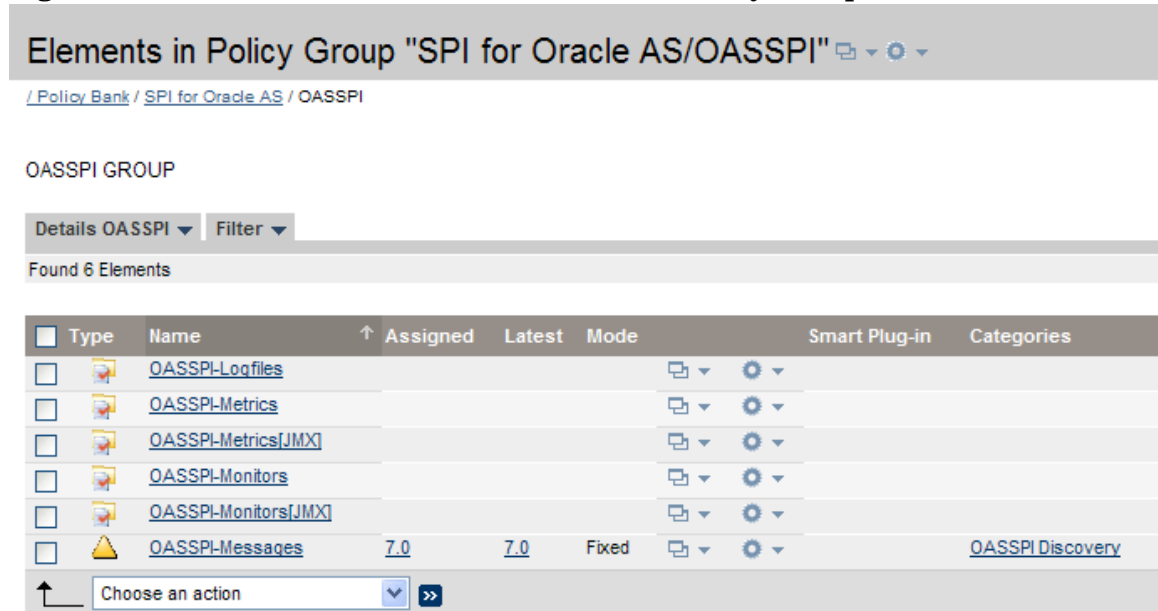 Elements in Policy Group "SPI for Oracle AS/OASSPI"
/ Policy Bank / SPI for Oracle AS / OASSPI
OASSPI GROUP
Details OASSPI Filter
Found 6 Elements
Type Name Assigned Latest Mode Smart Plug-in Categories
OASSPI-Logfiles
OASSPI-Metrics
OASSPI-Metrics[JMX]
OASSPI-Monitors
OASSPI-Monitors[JMX]
OASSPI-Messages 7.0 7.0 Fixed OASSPI Discovery
Choose an action